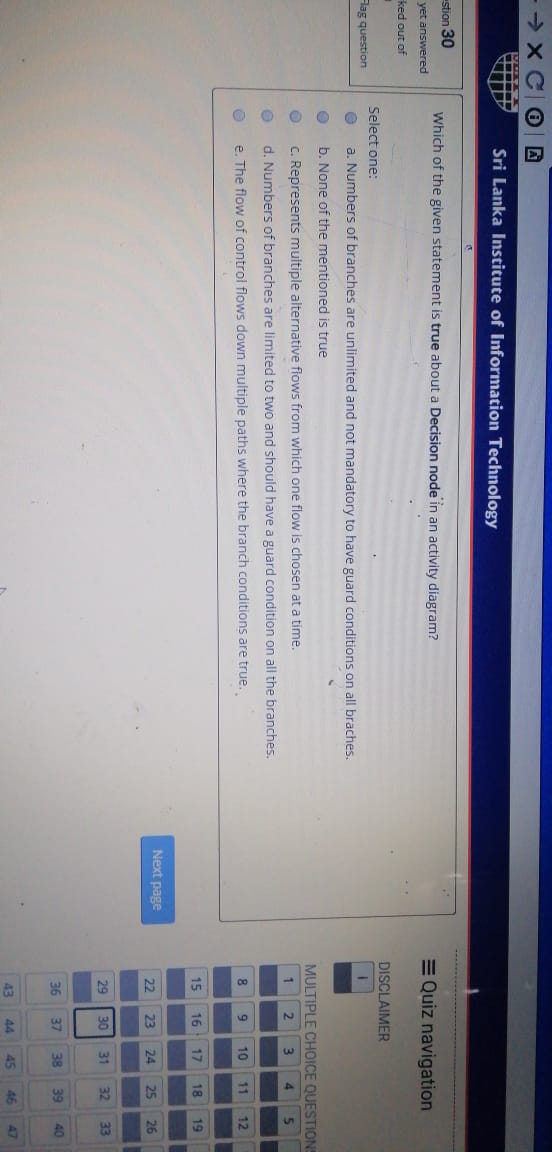 Sri Lanka Institute of Information Technology
stion 30
yet answered
ked out of
Flag question
Which of the given statement is true about a Decision node in an activity diagram?
Select one:
a. Numbers of branches are unlimited and not mandatory to have guard conditions on all braches.
b. None of the mentioned is true
c. Represents multiple alternative flows from which one flow is chosen at a time.
d. Numbers of branches are limited to two and should have a guard condition on all the branches.
e. The flow of control flows down multiple paths where the branch conditions are true.
Next page
Quiz navigation
DISCLAIMER
i
MULTIPLE CHOICE QUESTION
1 2 3 4 5
8 9 10 11 12
15 16 17 18 19
22 23 24 25 26
29 30 31 32 33
36 37 38 39 40
43 44 45 46 47